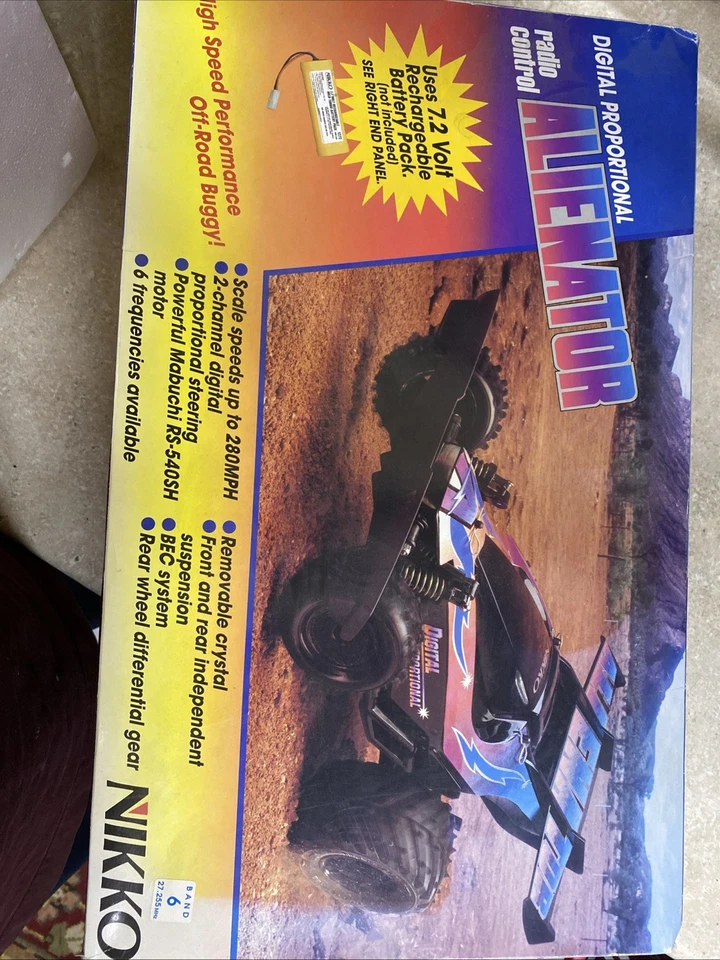 DIGITAL PROPORTIONAL
radio
control
ALIENATOR
Uses 7.2 Volt
Rechargeable
Battery Pack.
(not included)
SEE RIGHT END PANEL.
High Speed Performance
Off-Road Buggy!
DIGITAL
PORTIONAL
Scale speeds up to 280MPH
2-channel digital
proportional steering
Powerful Mabuchi RS-540SH
motor
6 frequencies available
Removable crystal
Front and rear independent
suspension
BEC system
Rear wheel differential gear
BAND
6
27.255MHz
NIKKO